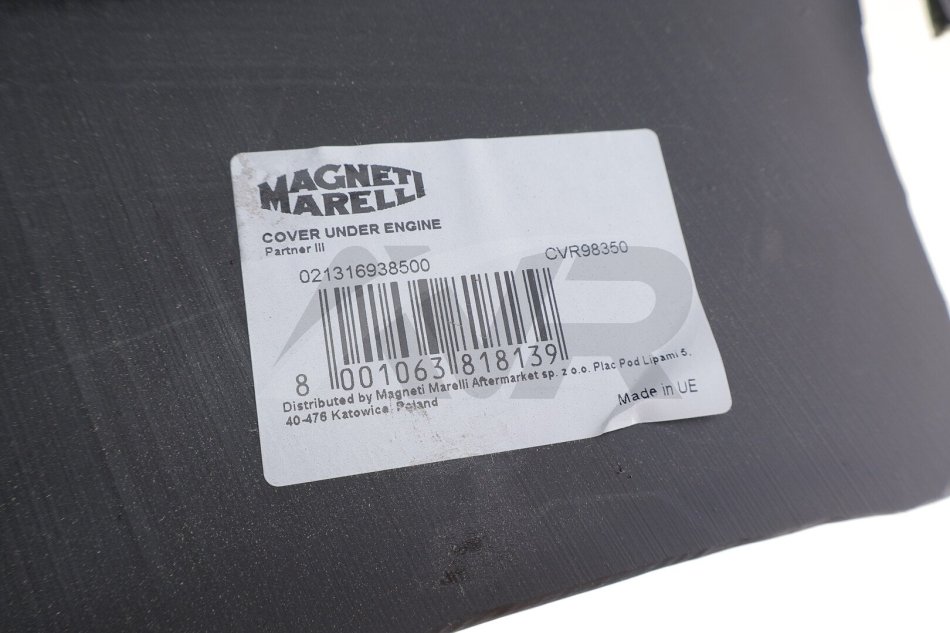 MAGNETI
MARELLI
COVER UNDER ENGINE
Partner III
021316938500
CVR98350
8 001063 818139
Distributed by Magneti Marelli Aftermarket sp. z o.o. Plac Pod Lipami 5,
40-476 Katowice, Poland
Made in UE